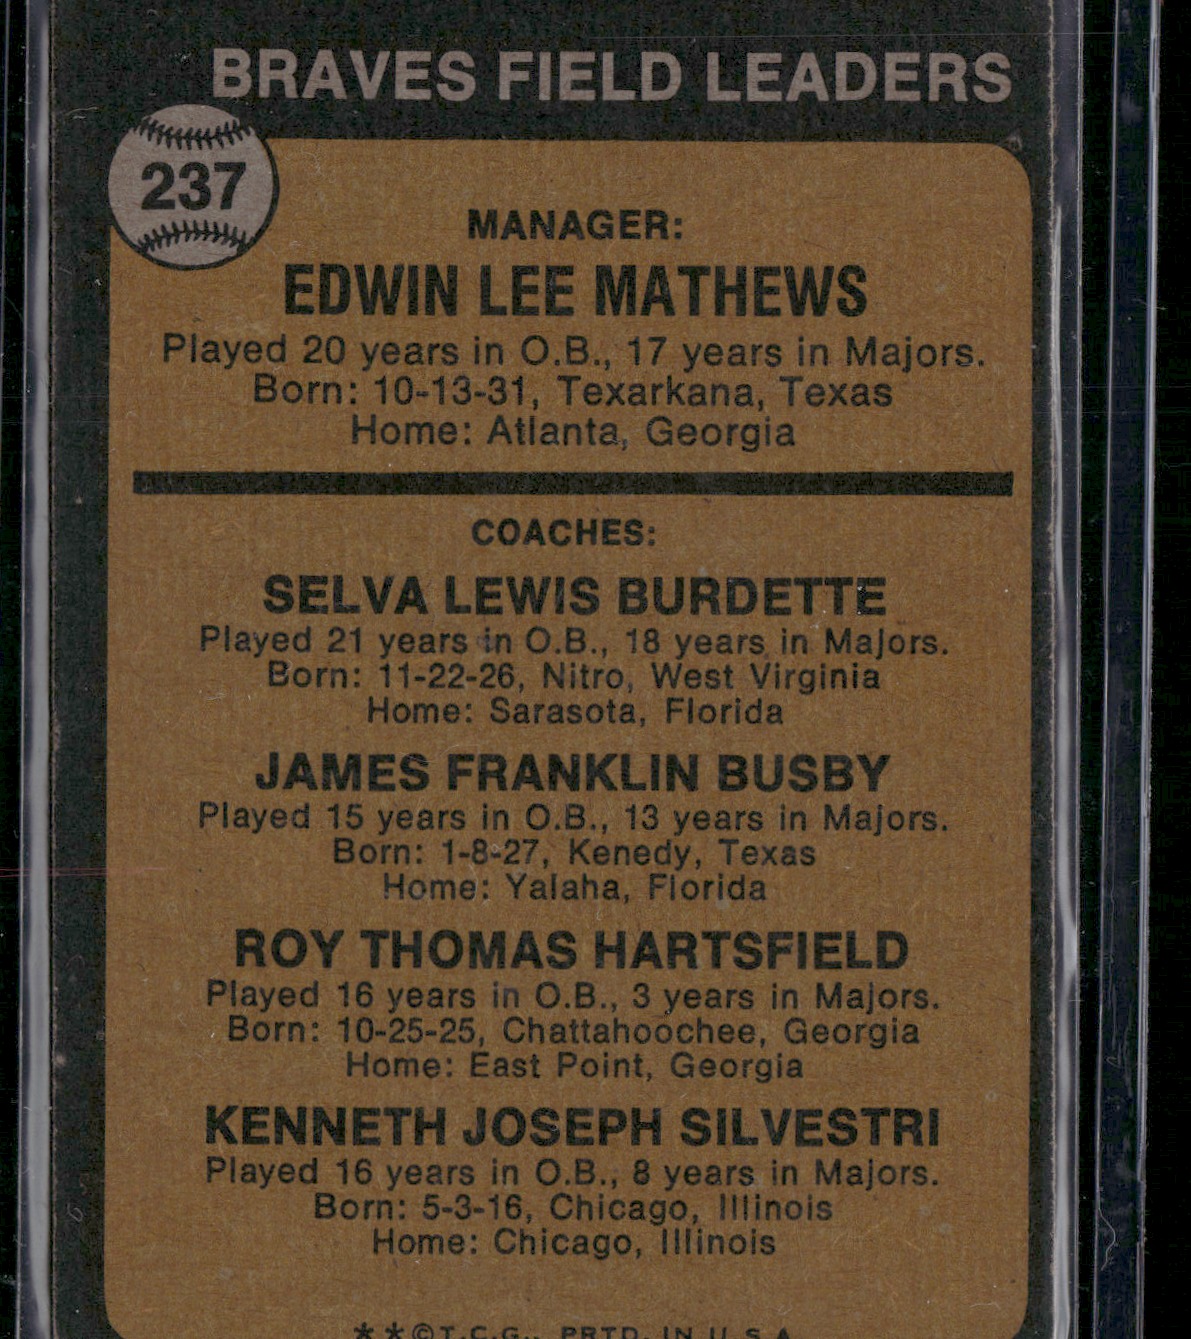 BRAVES FIELD LEADERS
237
MANAGER:
EDWIN LEE MATHEWS
Played 20 years in O.B., 17 years in Majors.
Born: 10-13-31, Texarkana, Texas
Home: Atlanta, Georgia
COACHES:
SELVA LEWIS BURDETTE
Played 21 years in O.B., 18 years in Majors.
Born: 11-22-26, Nitro, West Virginia
Home: Sarasota, Florida
JAMES FRANKLIN BUSBY
Played 15 years in O.B., 13 years in Majors.
Born: 1-8-27, Kenedy, Texas
Home: Yalaha, Florida
ROY THOMAS HARTSFIELD
Played 16 years in O.B., 3 years in Majors.
Born: 10-25-25, Chattahoochee, Georgia
Home: East Point, Georgia
KENNETH JOSEPH SILVESTRI
Played 16 years in O.B., 8 years in Majors.
Born: 5-3-16, Chicago, Illinois
Home: Chicago, Illinois
**©T.C.G., PRTD. IN U.S.A.